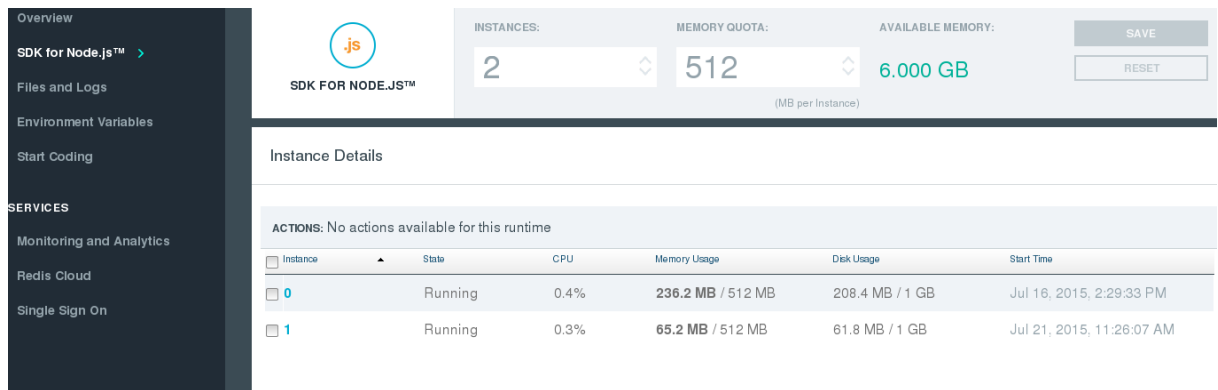 Overview
SDK for Node.js™
Files and Logs
Environment Variables
Start Coding
SERVICES
Monitoring and Analytics
Redis Cloud
Single Sign On
.js
SDK FOR NODE.JS™
INSTANCES:
2
MEMORY QUOTA:
512
(MB per Instance)
AVAILABLE MEMORY:
6.000 GB
SAVE
RESET
Instance Details
ACTIONS: No actions available for this runtime
Instance State CPU Memory Usage Disk Usage Start Time
0 Running 0.4% 236.2 MB / 512 MB 208.4 MB / 1 GB Jul 16, 2015, 2:29:33 PM
1 Running 0.3% 65.2 MB / 512 MB 61.8 MB / 1 GB Jul 21, 2015, 11:26:07 AM